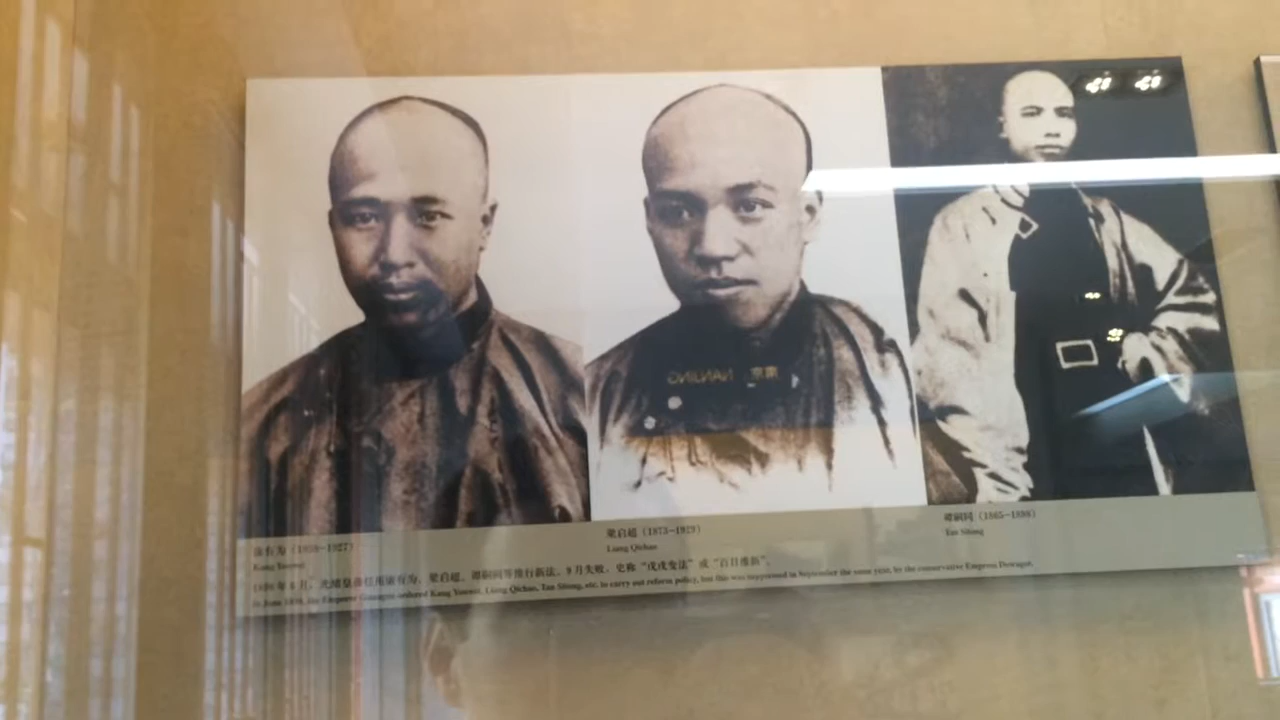 康有为（1858-1927）
Kang Youwei
梁启超（1873-1929）
Liang Qichao
谭嗣同（1865-1898）
Tan Sitong
1898年6月，光绪皇帝任用康有为、梁启超、谭嗣同等推行新法。9月失败。史称“戊戌变法”或“百日维新”。
In June 1898, the Emperor Guangxu ordered Kang Youwei, Liang Qichao, Tan Sitong, etc. to carry out reform policy, but this was suppressed in September the same year, by the conservative Empress Dowager.
NANJING 南京